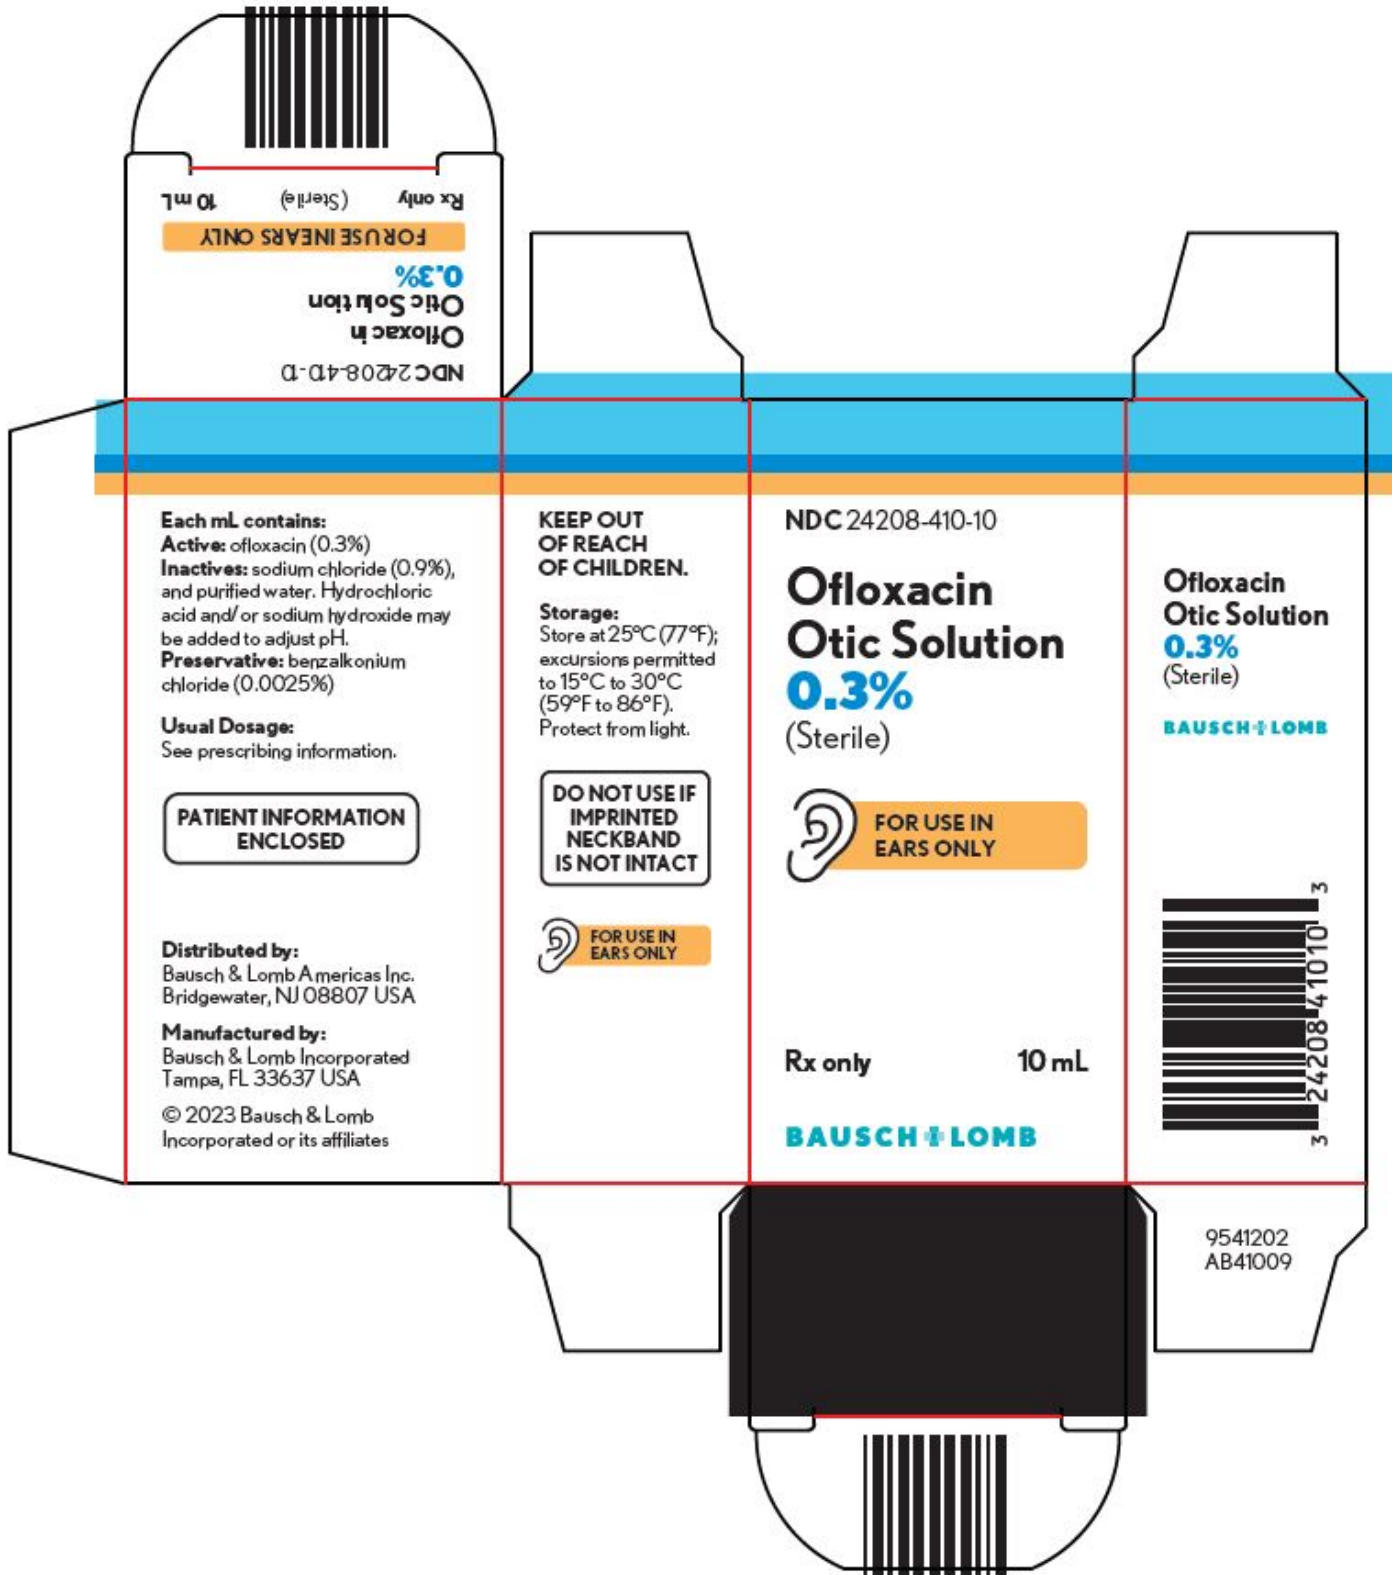 Rx only (Sterile) 10 mL
FOR USE IN EARS ONLY
0.3%
Otic Solution
Ofloxacin
NDC 24208-410-10
Each mL contains:
Active: ofloxacin (0.3%)
Inactives: sodium chloride (0.9%),
and purified water. Hydrochloric
acid and/or sodium hydroxide may
be added to adjust pH.
Preservative: benzalkonium
chloride (0.0025%)
Usual Dosage:
See prescribing information.
PATIENT INFORMATION
ENCLOSED
Distributed by:
Bausch & Lomb Americas Inc.
Bridgewater, NJ 08807 USA
Manufactured by:
Bausch & Lomb Incorporated
Tampa, FL 33637 USA
© 2023 Bausch & Lomb
Incorporated or its affiliates
KEEP OUT
OF REACH
OF CHILDREN.
Storage:
Store at 25°C (77°F);
excursions permitted
to 15°C to 30°C
(59°F to 86°F).
Protect from light.
DO NOT USE IF
IMPRINTED
NECKBAND
IS NOT INTACT
FOR USE IN
EARS ONLY
NDC 24208-410-10
Ofloxacin
Otic Solution
0.3%
(Sterile)
FOR USE IN
EARS ONLY
Rx only 10 mL
BAUSCH + LOMB
Ofloxacin
Otic Solution
0.3%
(Sterile)
BAUSCH + LOMB
3 24208-41010 3
9541202
AB41009